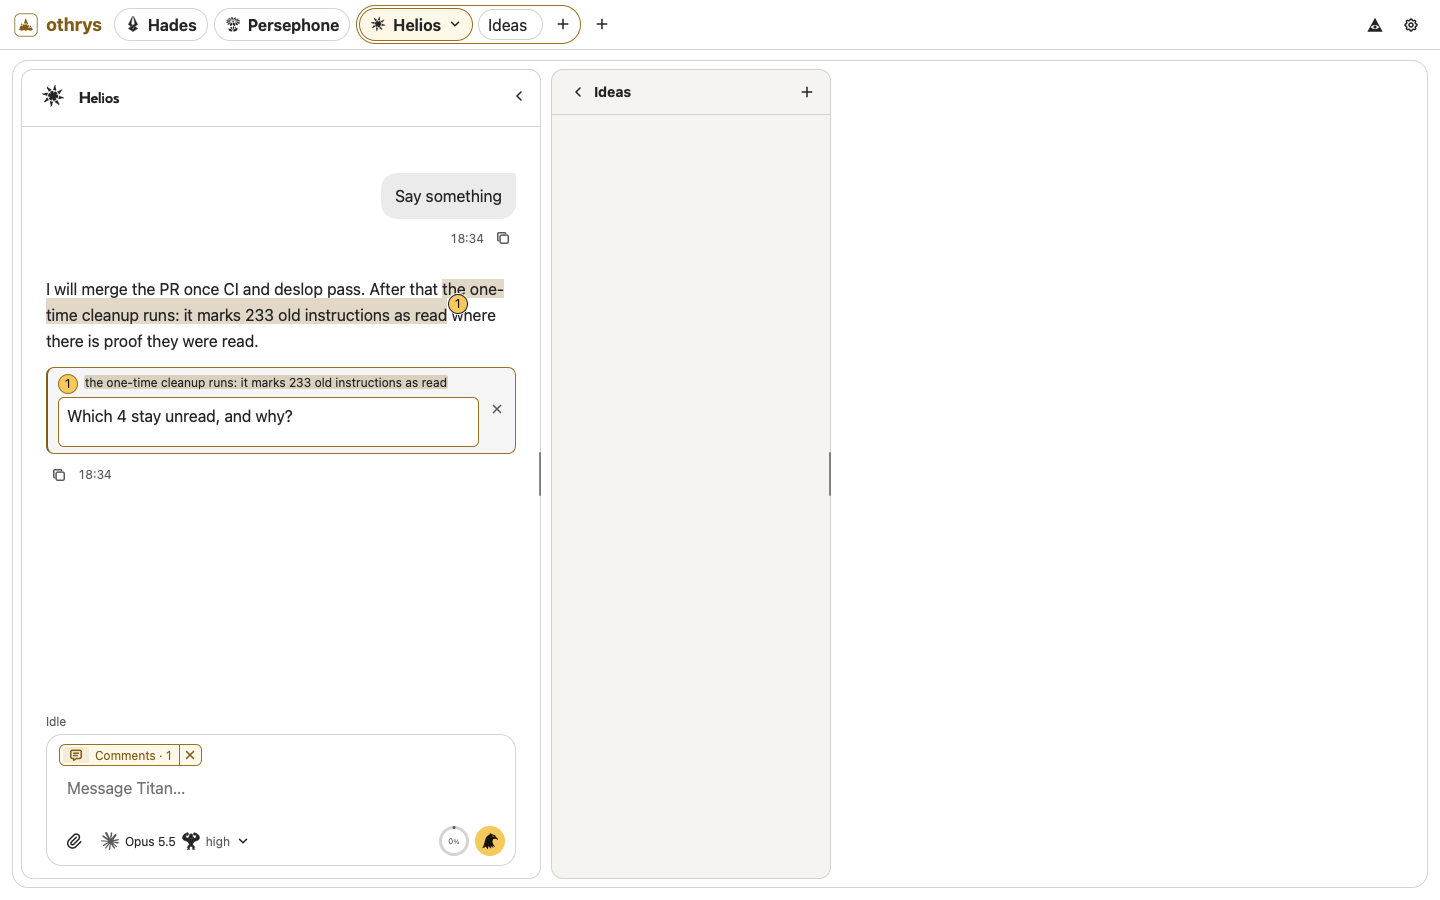 othrys
Hades
Persephone
Helios
Ideas
Helios
Ideas
Say something
18:34
I will merge the PR once CI and deslop pass. After that the one-
time cleanup runs: it marks 233 old instructions as read where
there is proof they were read.
1
1
the one-time cleanup runs: it marks 233 old instructions as read
Which 4 stay unread, and why?
18:34
Idle
Comments · 1
Message Titan...
Opus 5.5
high
0%